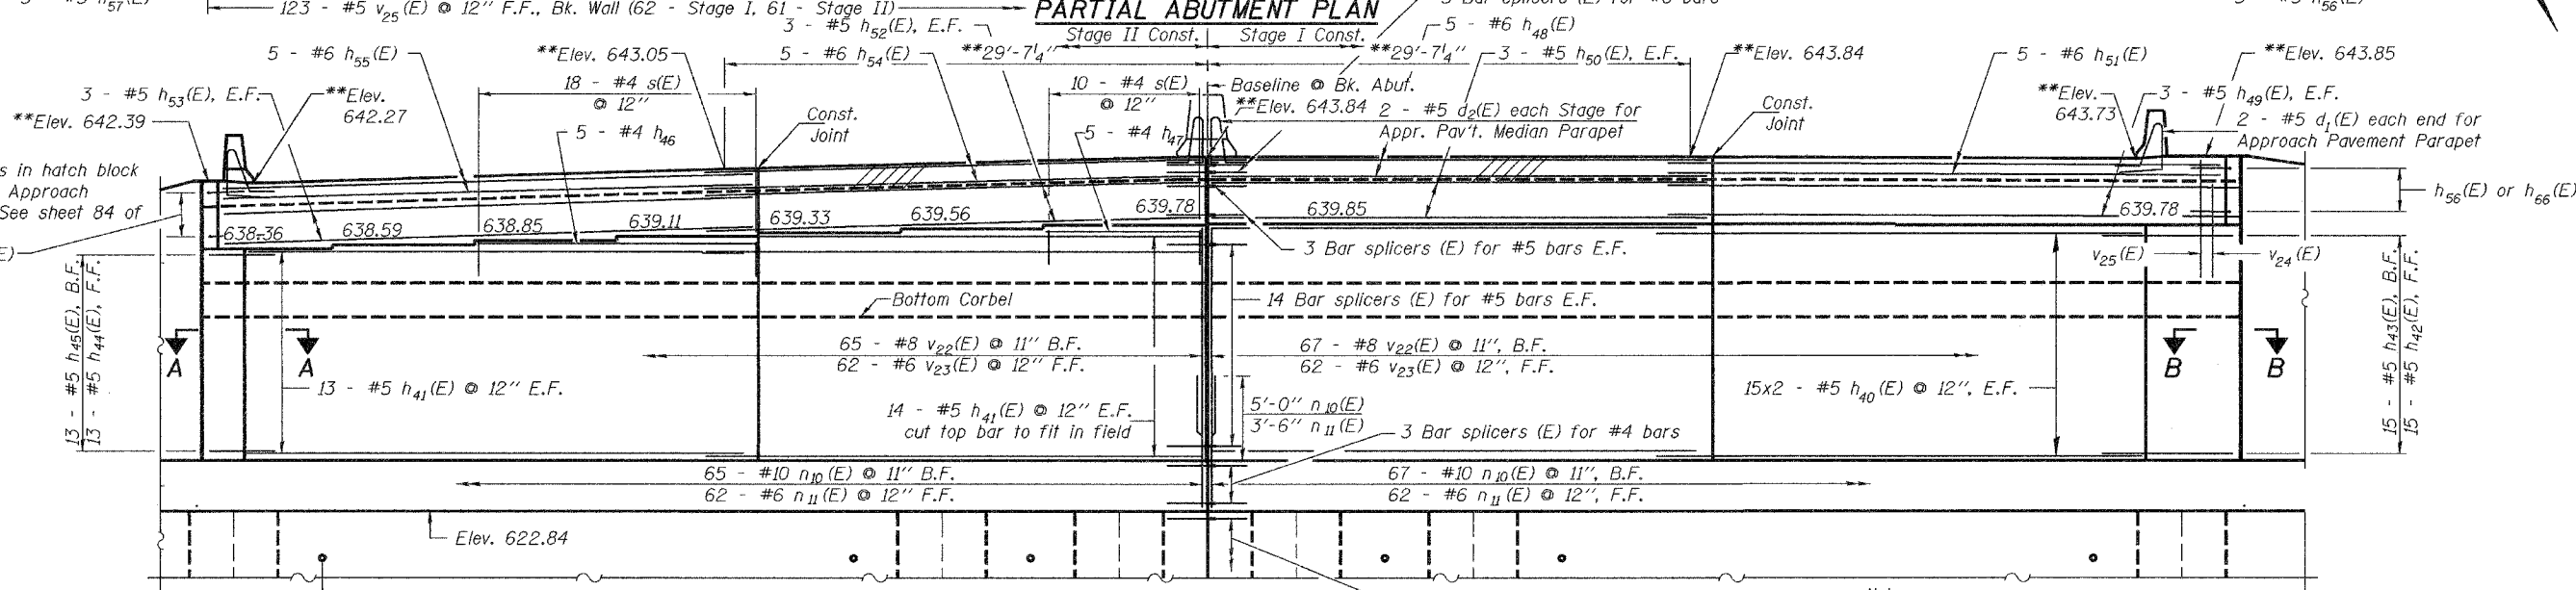 123 - #5 v25(E) @ 12" F.F., Bk. Wall (62 - Stage I, 61 - Stage II)
PARTIAL ABUTMENT PLAN
3 - #5 h52(E), E.F.
Stage II Const.
Stage I Const.
5 - #6 h48(E)
5 - #6 h55(E)
**Elev. 643.05
5 - #6 h54(E)
**29'-7 1/4"
**29'-7 1/4"
3 - #5 h50(E), E.F.
**Elev. 643.84
5 - #6 h51(E)
**Elev. 643.85
3 - #5 h53(E), E.F.
**Elev.
642.27
18 - #4 s(E)
@ 12"
10 - #4 s(E)
@ 12"
Baseline @ Bk. Abut.
**Elev. 643.84
2 - #5 d2(E) each Stage for
Appr. Pav't. Median Parapet
Const.
Joint
**Elev.
643.73
3 - #5 h49(E), E.F.
2 - #5 d1(E) each end for
Approach Pavement Parapet
**Elev. 642.39
5 - #4 h46
Const.
Joint
5 - #4 h47
s in hatch block
Approach
See sheet 84 of
h56(E) or h66(E)
638.36
638.59
638.85
639.11
639.33
639.56
639.78
639.85
639.78
3 Bar splicers (E) for #5 bars E.F.
v25(E)
v24(E)
Bottom Corbel
14 Bar splicers (E) for #5 bars E.F.
13 - #5 h45(E), B.F.
13 - #5 h44(E), F.F.
15 - #5 h43(E), B.F.
15 - #5 h42(E), F.F.
A
A
65 - #8 v22(E) @ 11" B.F.
62 - #6 v23(E) @ 12" F.F.
67 - #8 v22(E) @ 11", B.F.
62 - #6 v23(E) @ 12", F.F.
B
B
13 - #5 h41(E) @ 12" E.F.
14 - #5 h41(E) @ 12" E.F.
cut top bar to fit in field
5'-0" n10(E)
3'-6" n11(E)
15x2 - #5 h40(E) @ 12", E.F.
3 Bar splicers (E) for #4 bars
65 - #10 n10(E) @ 11" B.F.
62 - #6 n11(E) @ 12" F.F.
67 - #10 n10(E) @ 11", B.F.
62 - #6 n11(E) @ 12", F.F.
Elev. 622.84